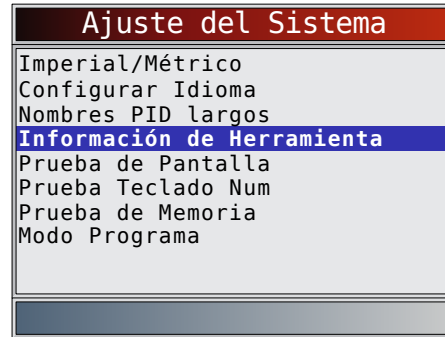 Ajuste del Sistema
Imperial/Métrico
Configurar Idioma
Nombres PID largos
Información de Herramienta
Prueba de Pantalla
Prueba Teclado Num
Prueba de Memoria
Modo Programa